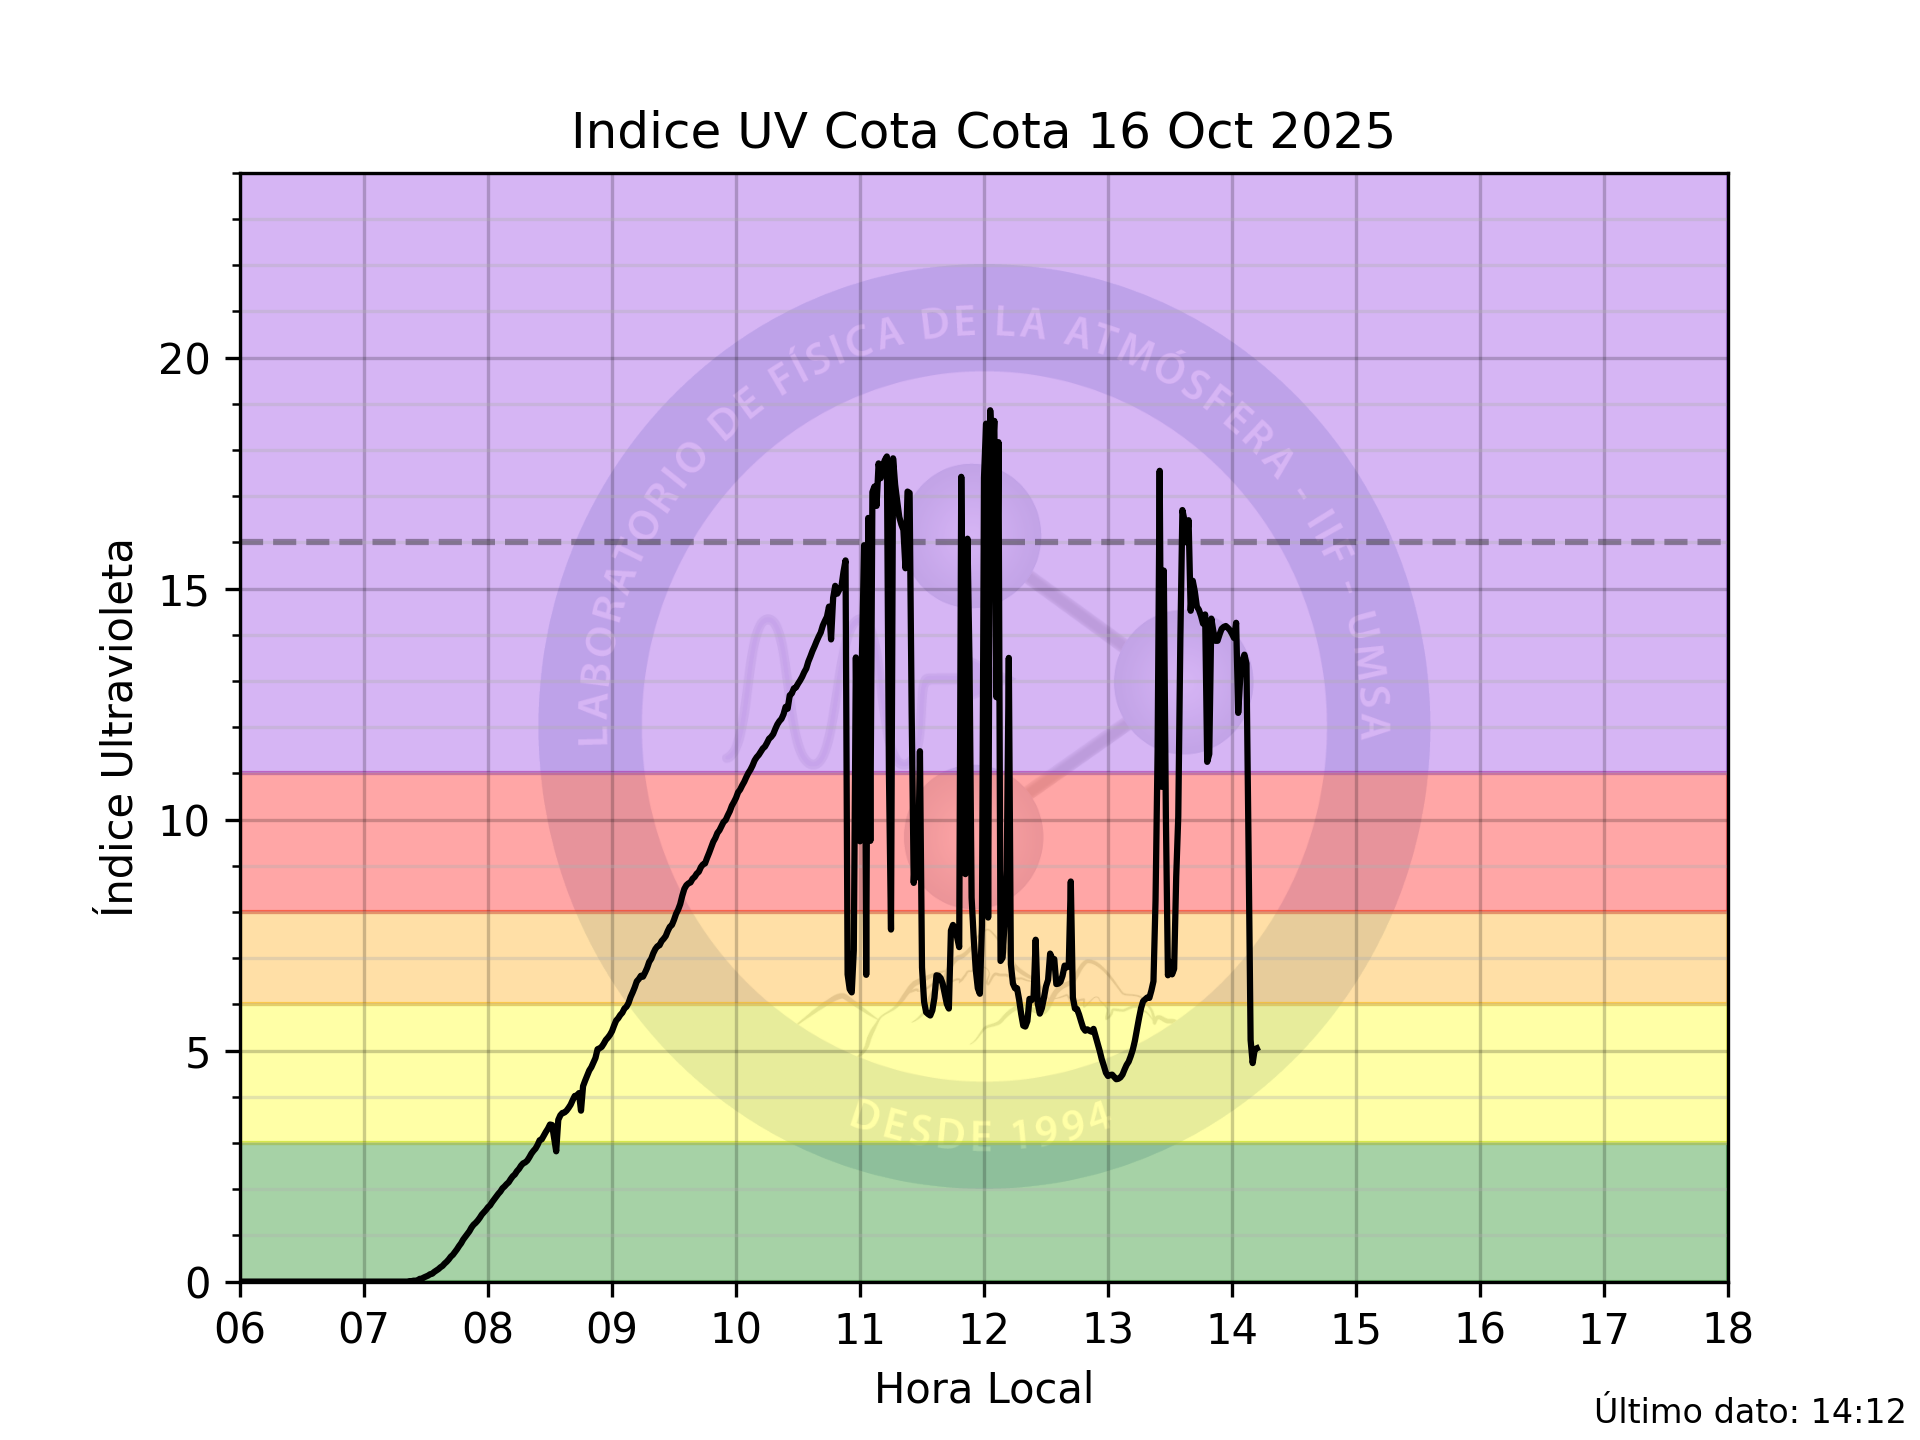 Indice UV Cota Cota 16 Oct 2025
LABORATORIO DE FÍSICA DE LA ATMÓSFERA - IIF - UMSA
DESDE 1994
Índice Ultravioleta
20
15
10
5
0
06 07 08 09 10 11 12 13 14 15 16 17 18
Hora Local
Último dato: 14:12